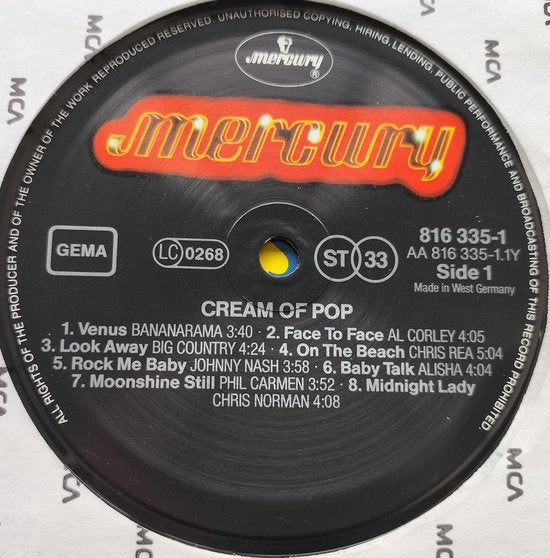 ALL RIGHTS OF THE PRODUCER AND OF THE OWNER OF THE WORK REPRODUCED RESERVED. UNAUTHORISED COPYING, HIRING, LENDING, PUBLIC PERFORMANCE AND BROADCASTING OF THIS RECORD PROHIBITED.
mercury ®
mercury
GEMA
LC 0268
ST 33
816 335-1
AA 816 335-1.1Y
Side 1
Made in West Germany
CREAM OF POP
1. Venus BANANARAMA 3:40 · 2. Face To Face AL CORLEY 4:05
3. Look Away BIG COUNTRY 4:24 · 4. On The Beach CHRIS REA 5:04
5. Rock Me Baby JOHNNY NASH 3:58 · 6. Baby Talk ALISHA 4:04
7. Moonshine Still PHIL CARMEN 3:52 · 8. Midnight Lady
CHRIS NORMAN 4:08
MCA
MCA
MCA
MCA
MCA
MCA
MCA
MCA